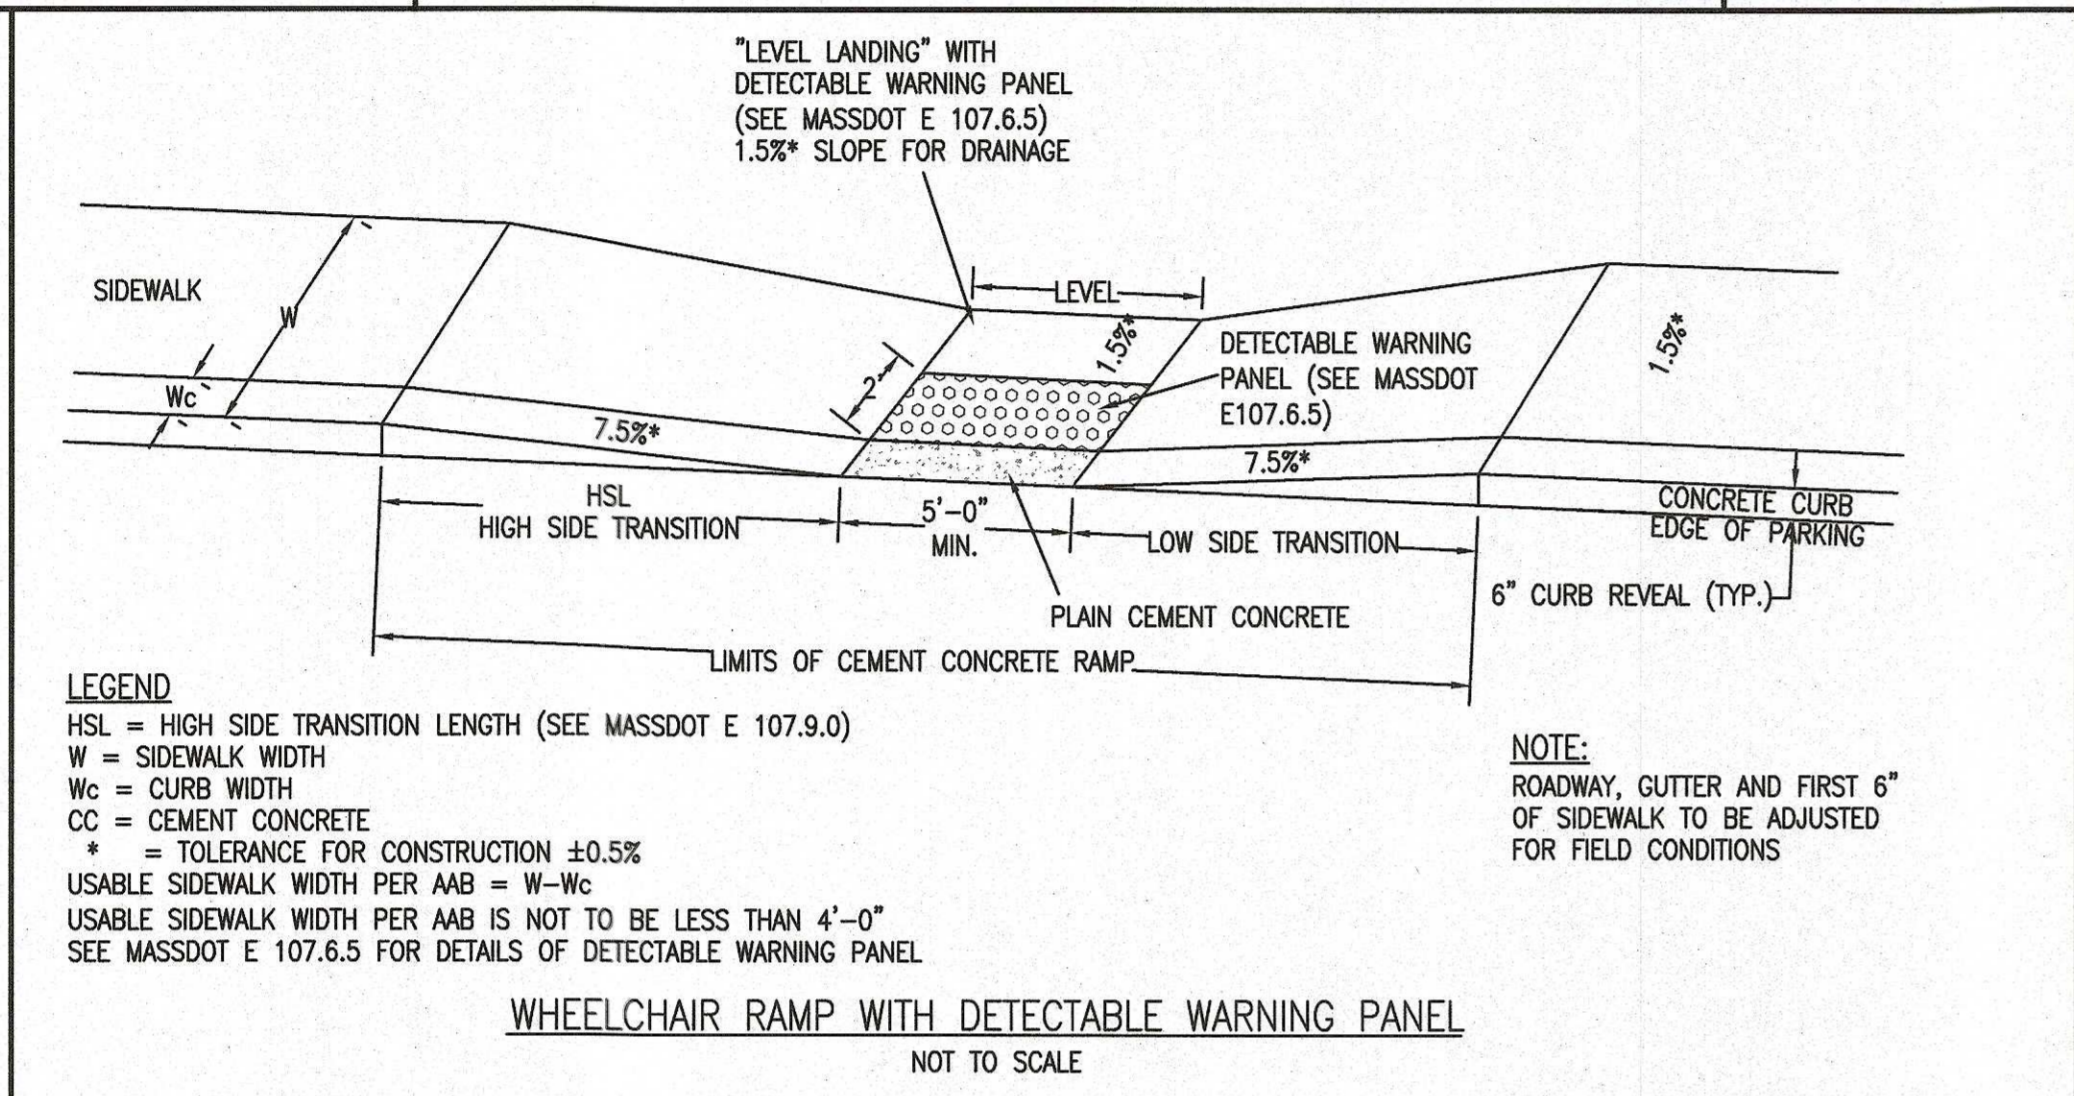 "LEVEL LANDING" WITH
DETECTABLE WARNING PANEL
(SEE MASSDOT E 107.6.5)
1.5%* SLOPE FOR DRAINAGE
SIDEWALK
W
Wc
LEVEL
1.5%*
2'
DETECTABLE WARNING
PANEL (SEE MASSDOT
E107.6.5)
1.5%*
7.5%*
7.5%*
HSL
HIGH SIDE TRANSITION
5'-0"
MIN.
LOW SIDE TRANSITION
CONCRETE CURB
EDGE OF PARKING
6" CURB REVEAL (TYP.)
PLAIN CEMENT CONCRETE
LIMITS OF CEMENT CONCRETE RAMP
LEGEND
HSL = HIGH SIDE TRANSITION LENGTH (SEE MASSDOT E 107.9.0)
W = SIDEWALK WIDTH
Wc = CURB WIDTH
CC = CEMENT CONCRETE
* = TOLERANCE FOR CONSTRUCTION ±0.5%
USABLE SIDEWALK WIDTH PER AAB = W-Wc
USABLE SIDEWALK WIDTH PER AAB IS NOT TO BE LESS THAN 4'-0"
SEE MASSDOT E 107.6.5 FOR DETAILS OF DETECTABLE WARNING PANEL
NOTE:
ROADWAY, GUTTER AND FIRST 6"
OF SIDEWALK TO BE ADJUSTED
FOR FIELD CONDITIONS
WHEELCHAIR RAMP WITH DETECTABLE WARNING PANEL
NOT TO SCALE